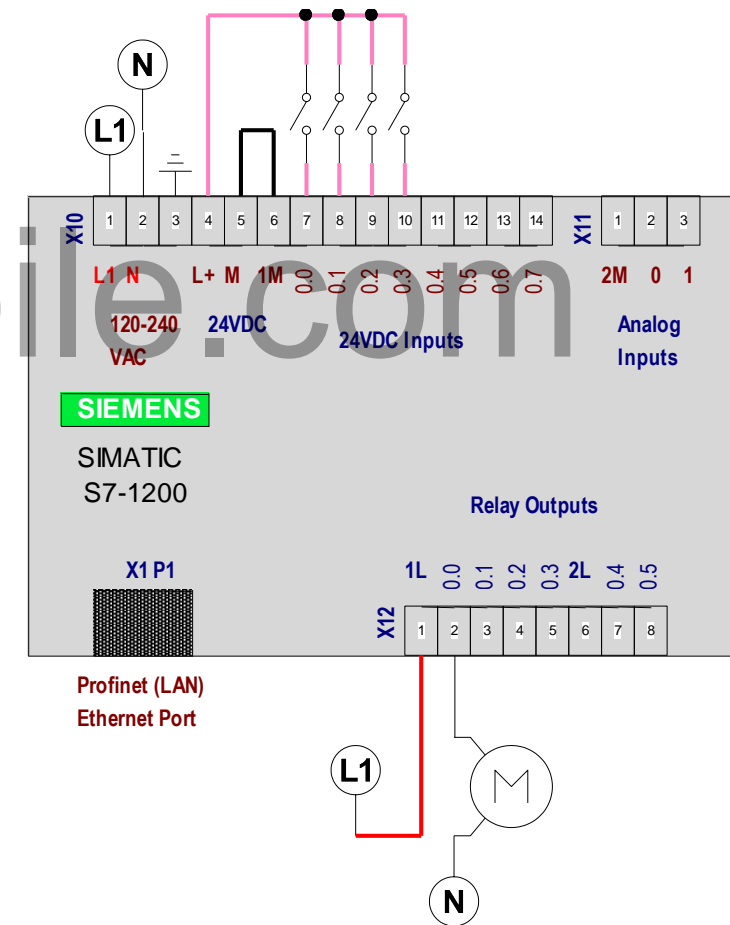 N
L1
X10
1 2 3 4 5 6 7 8 9 10 11 12 13 14
X11
1 2 3
L1 N L+ M 1M 0.0 0.1 0.2 0.3 0.4 0.5 0.6 0.7
2M 0 1
120-240
VAC
24VDC
24VDC Inputs
Analog
Inputs
ile.com
SIEMENS
SIMATIC
S7-1200
Relay Outputs
X1 P1
1L 0.0 0.1 0.2 0.3 2L 0.4 0.5
X12
1 2 3 4 5 6 7 8
Profinet (LAN)
Ethernet Port
L1
M
N